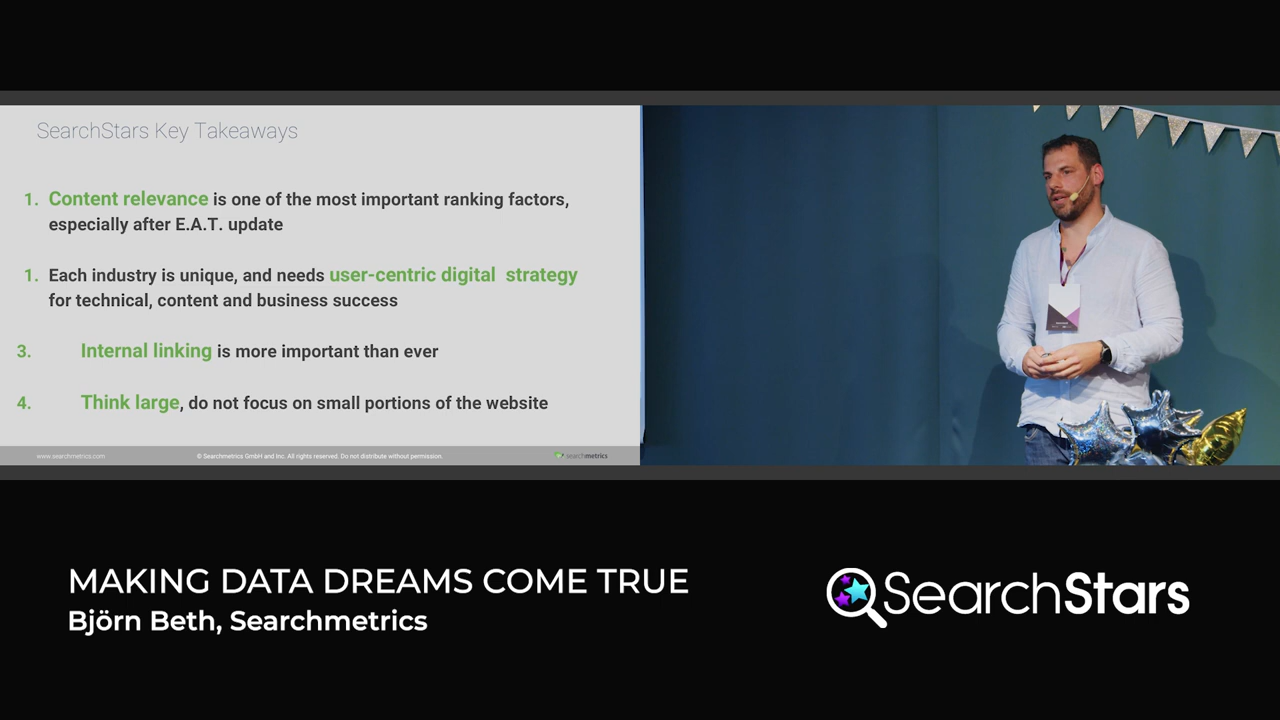 SearchStars Key Takeaways
1. Content relevance is one of the most important ranking factors,
especially after E.A.T. update
1. Each industry is unique, and needs user-centric digital strategy
for technical, content and business success
3. Internal linking is more important than ever
4. Think large, do not focus on small portions of the website
www.searchmetrics.com
© Searchmetrics GmbH and Inc. All rights reserved. Do not distribute without permission.
searchmetrics
MAKING DATA DREAMS COME TRUE
Björn Beth, Searchmetrics
SearchStars